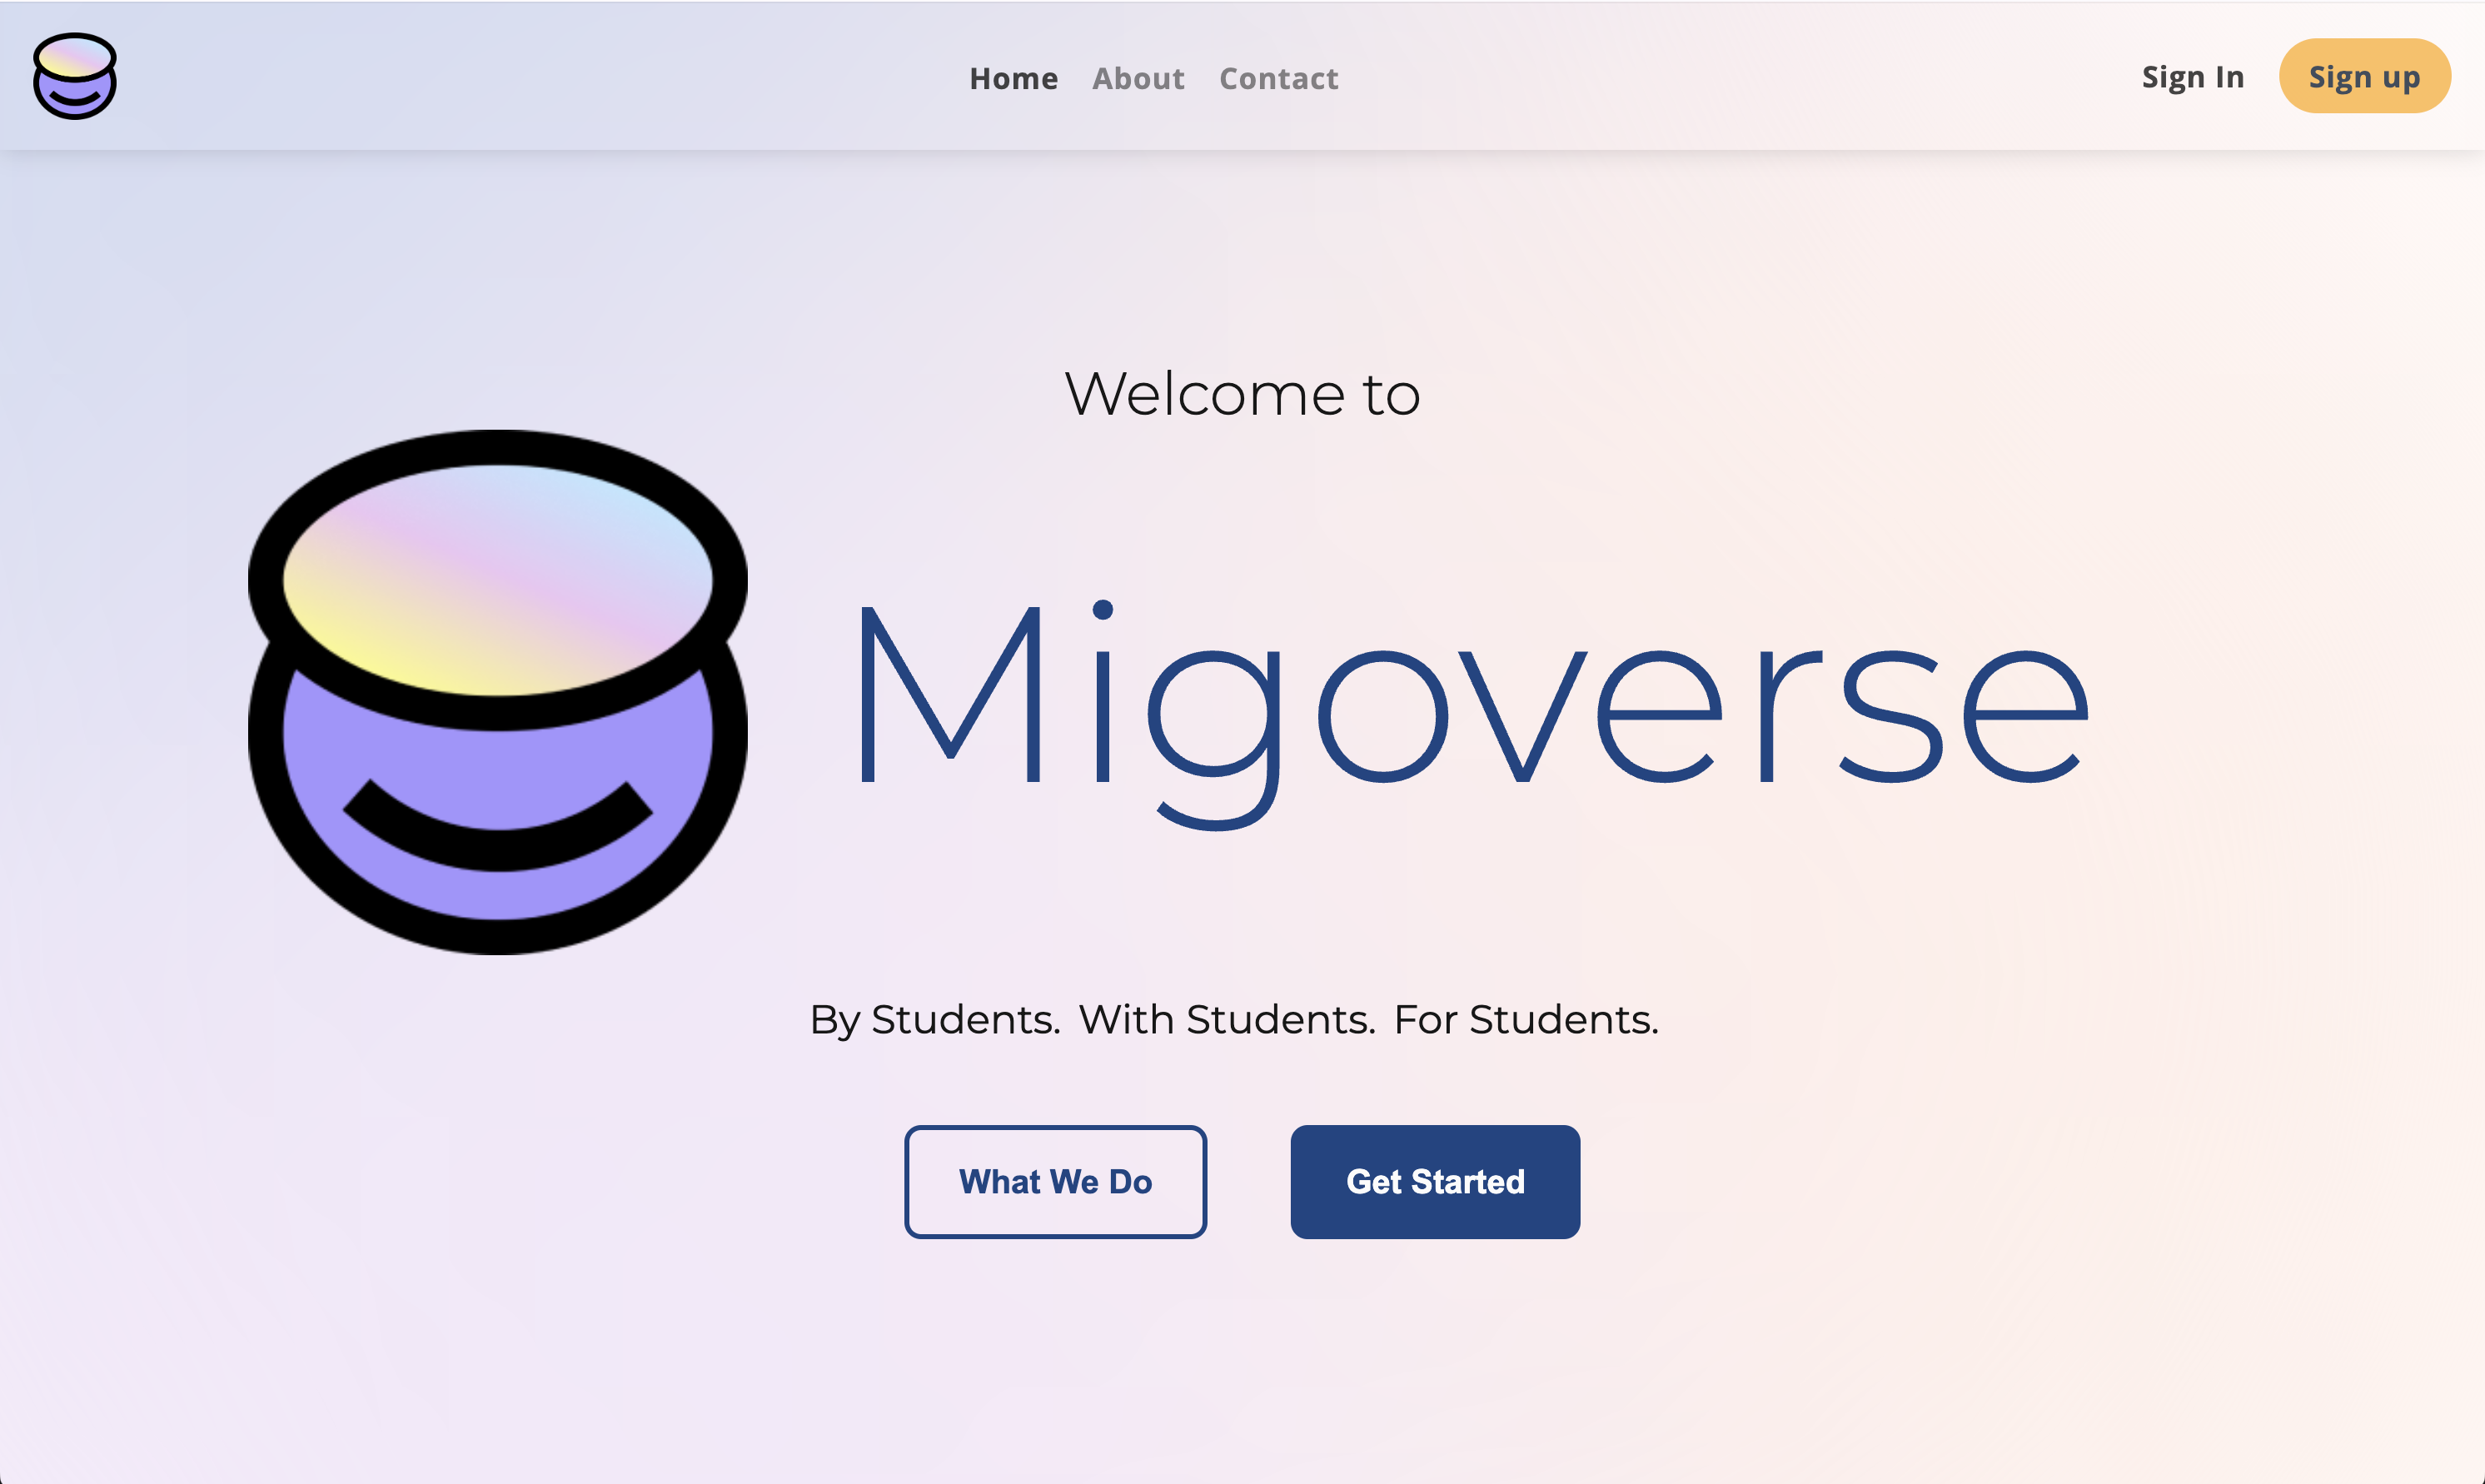 Home About Contact Sign In Sign up
Welcome to
Migoverse
By Students. With Students. For Students.
What We Do Get Started